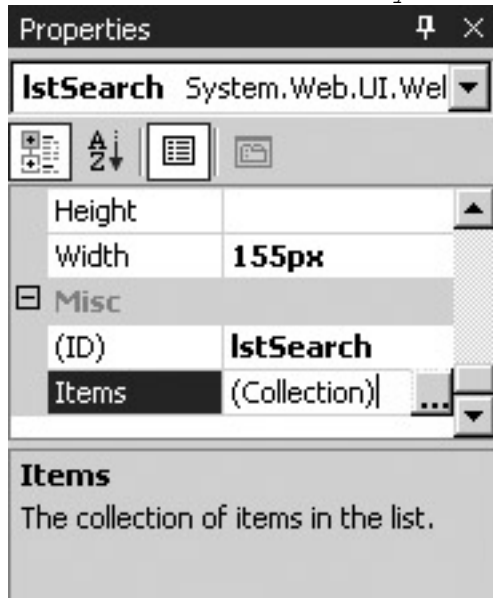 Properties
lstSearch System.Web.UI.Wel
Height
Width 155px
Misc
(ID) lstSearch
Items (Collection)
...
Items
The collection of items in the list.